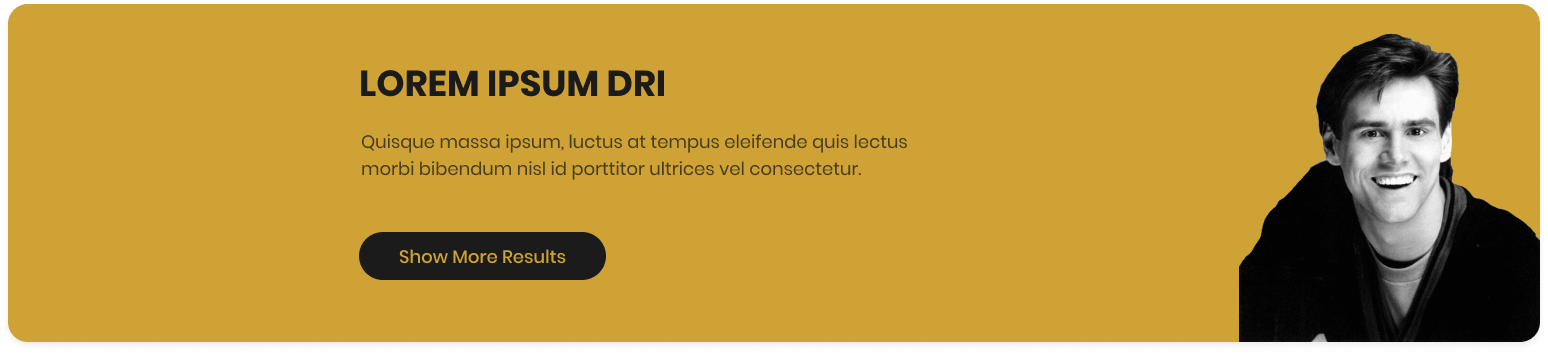 LOREM IPSUM DRI
Quisque massa ipsum, luctus at tempus eleifende quis lectus
morbi bibendum nisl id porttitor ultrices vel consectetur.
Show More Results